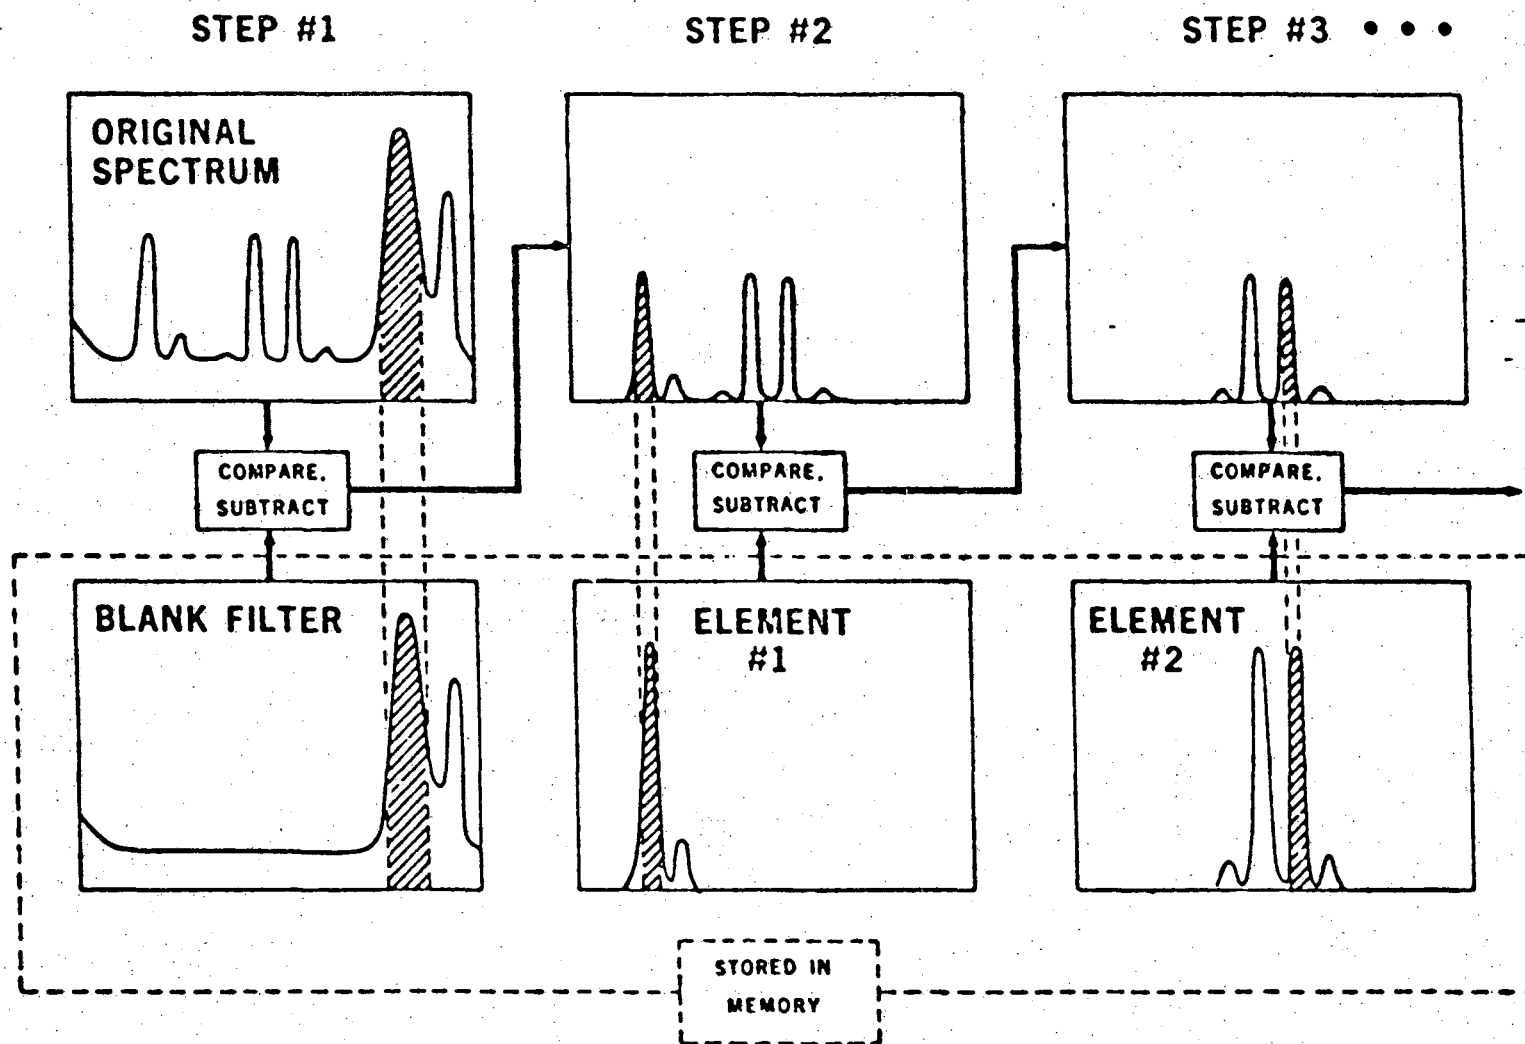 STEP #1
STEP #2
STEP #3 • • •
ORIGINAL
SPECTRUM
COMPARE,
SUBTRACT
COMPARE,
SUBTRACT
COMPARE,
SUBTRACT
BLANK FILTER
ELEMENT
#1
ELEMENT
#2
STORED IN
MEMORY